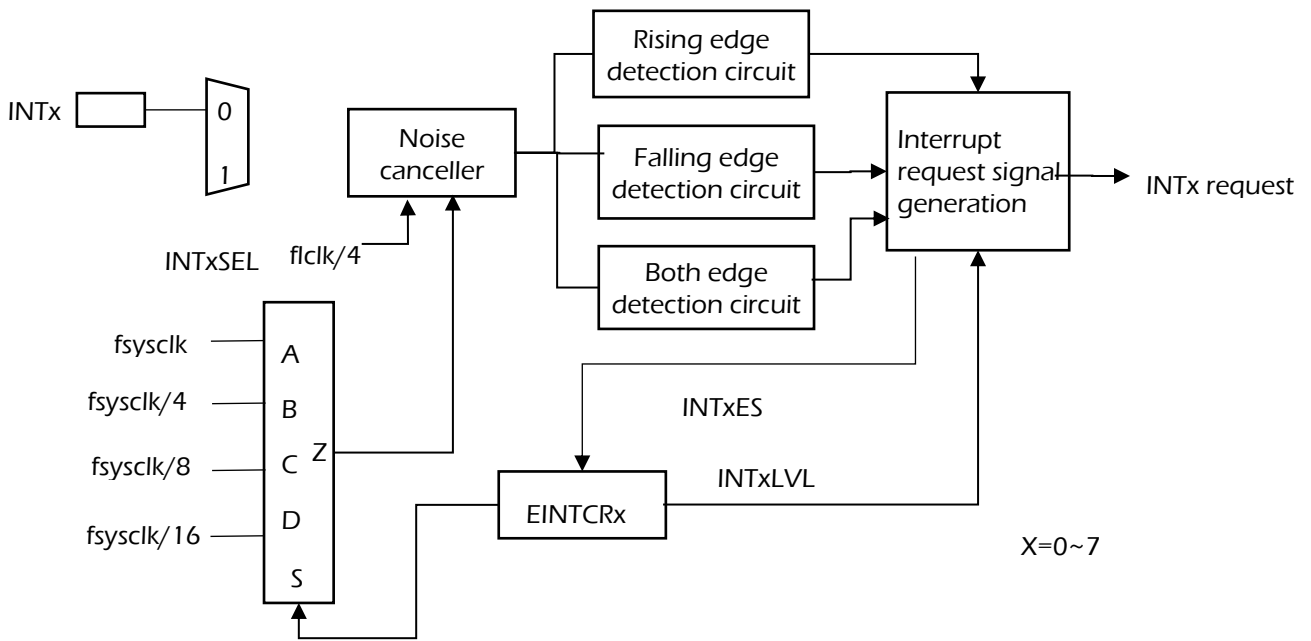 Rising edge
detection circuit
INTx
0
1
Noise
canceller
Falling edge
detection circuit
Interrupt
request signal
generation
INTx request
INTxSEL
flclk/4
Both edge
detection circuit
fsysclk
A
fsysclk/4
B
INTxES
fsysclk/8
C
Z
INTxLVL
EINTCRx
fsysclk/16
D
X=0~7
S